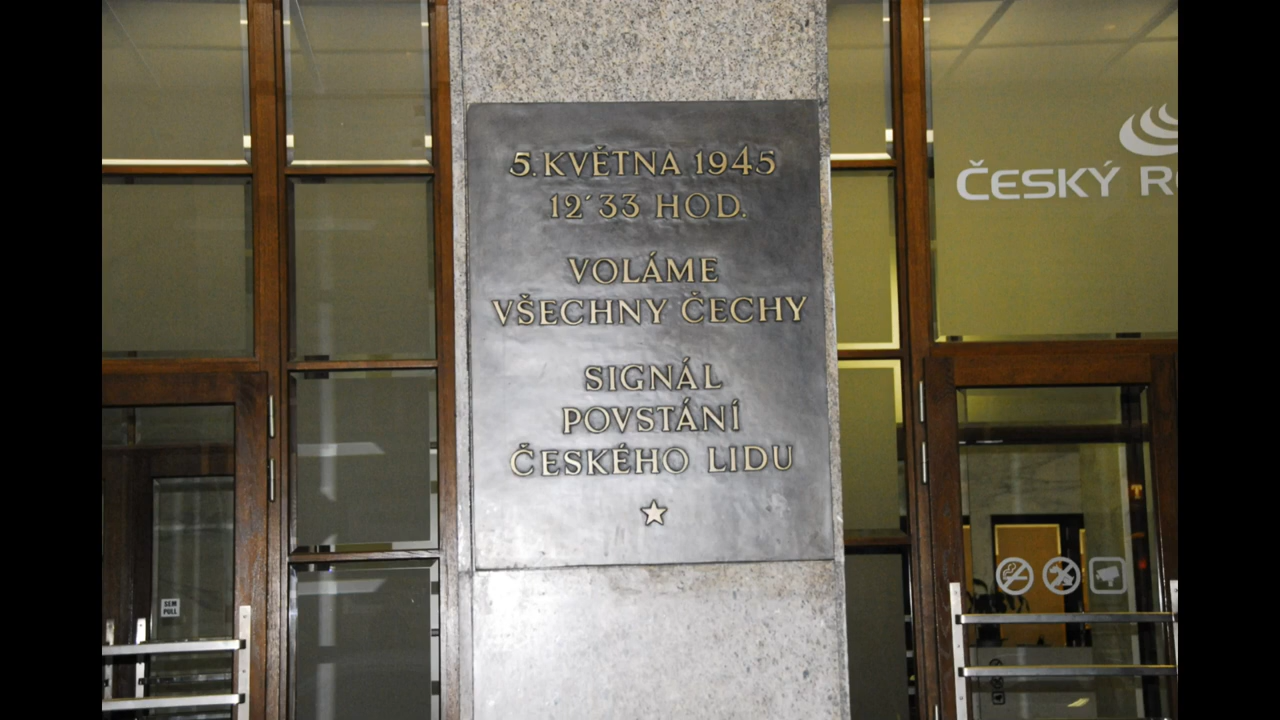 5. KVĚTNA 1945
12´33 HOD.
VOLÁME
VŠECHNY ČECHY
SIGNÁL
POVSTÁNÍ
ČESKÉHO LIDU
ČESKÝ
SEM
PULL